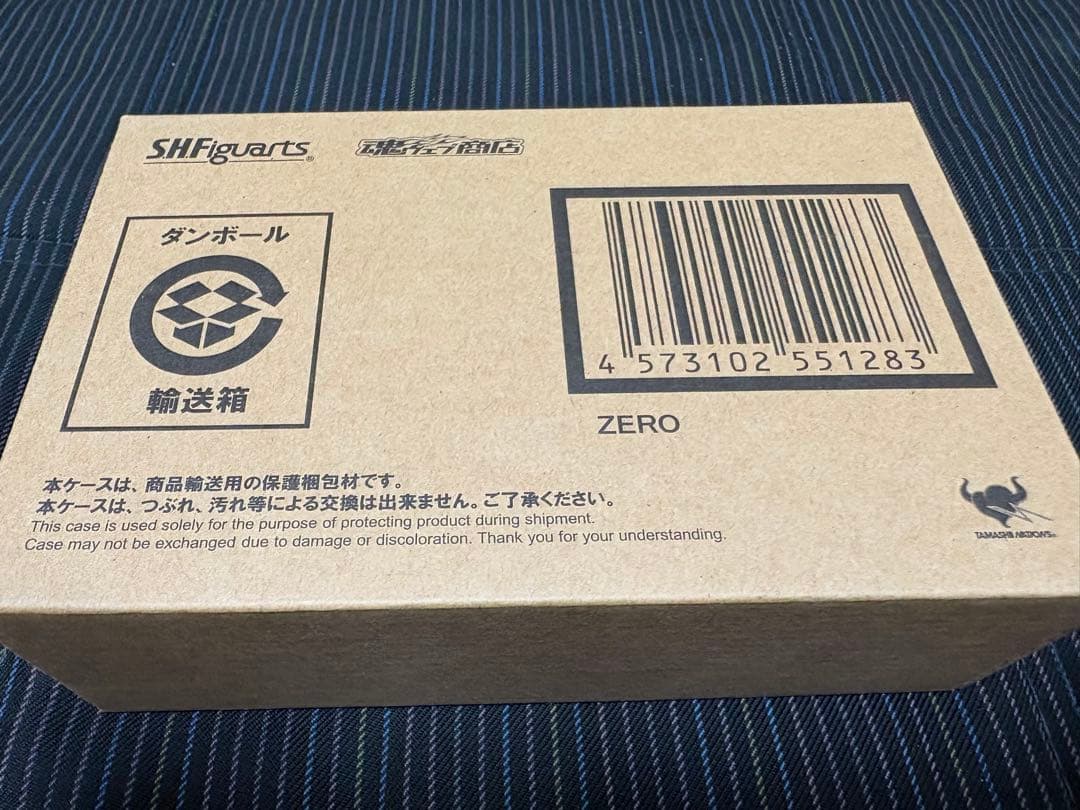 S.H.Figuarts®
魂ウェブ商店
ダンボール
輸送箱
4 573102 551283
ZERO
本ケースは、商品輸送用の保護梱包材です。
本ケースは、つぶれ、汚れ等による交換は出来ません。ご了承ください。
This case is used solely for the purpose of protecting product during shipment.
Case may not be exchanged due to damage or discoloration. Thank you for your understanding.
TAMASHII NATIONS®